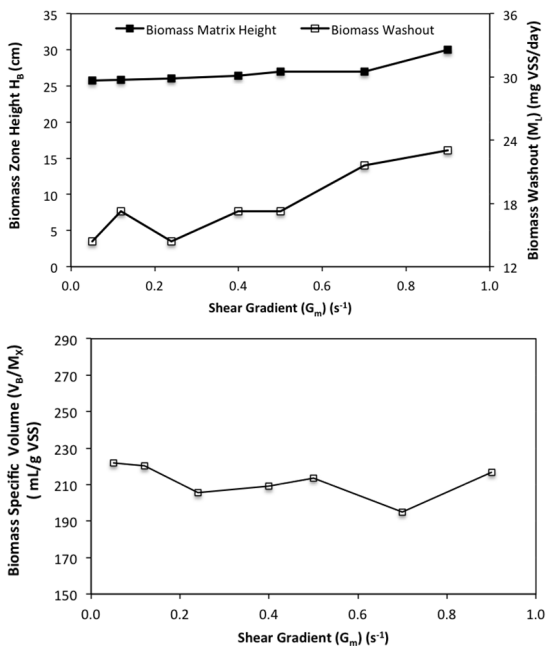 Biomass Matrix Height
Biomass Washout
Biomass Zone Height H_B (cm)
35
30
25
20
15
10
5
0
36
30
24
18
12
Biomass Washout (M_L) (mg VSS/day)
0.0 0.2 0.4 0.6 0.8 1.0
Shear Gradient (G_m) (s⁻¹)
Biomass Specific Volume (V_B/M_X)
( mL/g VSS)
290
270
250
230
210
190
170
150
0.0 0.2 0.4 0.6 0.8 1.0
Shear Gradient (G_m) (s⁻¹)